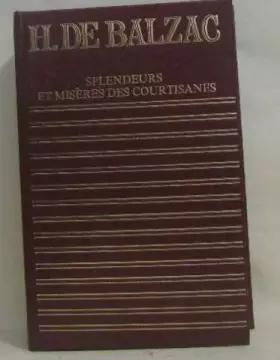 H. DE BALZAC
SPLENDEURS
ET MISÈRES DES COURTISANES